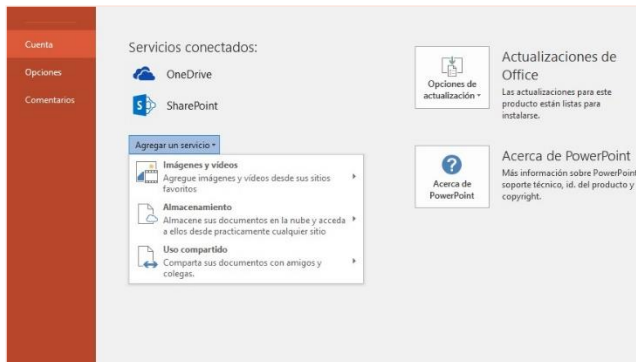 Cuenta
Opciones
Comentarios
Servicios conectados:
OneDrive
SharePoint
Agregar un servicio
Imágenes y vídeos
Agregue imágenes y vídeos desde sus sitios
favoritos
Almacenamiento
Almacene sus documentos en la nube y acceda
a ellos desde practicamente cualquier sitio
Uso compartido
Comparta sus documentos con amigos y
colegas.
Opciones de
actualización
Actualizaciones de
Office
Las actualizaciones para este
producto están listas para
instalarse.
Acerca de
PowerPoint
Acerca de PowerPoint
Más información sobre PowerPoint
soporte técnico, id. del producto y
copyright.